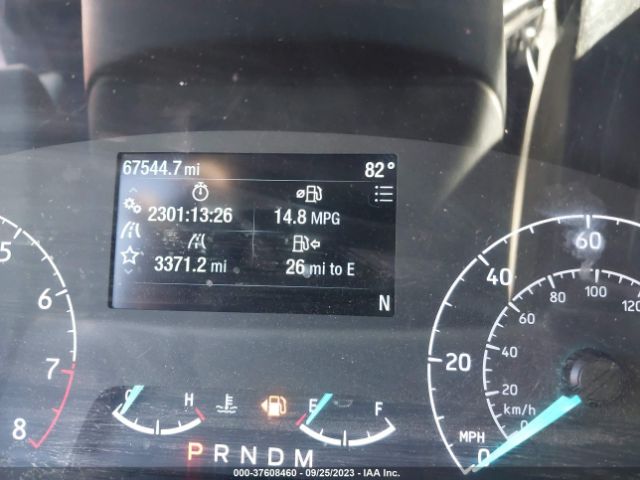 67544.7 mi 82°
2301:13:26 14.8 MPG
3371.2 mi 26 mi to E
N
5
6
7
8
C H
E F
P R N D M
0 20 40 60
MPH
0 20 40 60 80 100 120
km/h
000-37608460 - 09/25/2023 - IAA Inc.